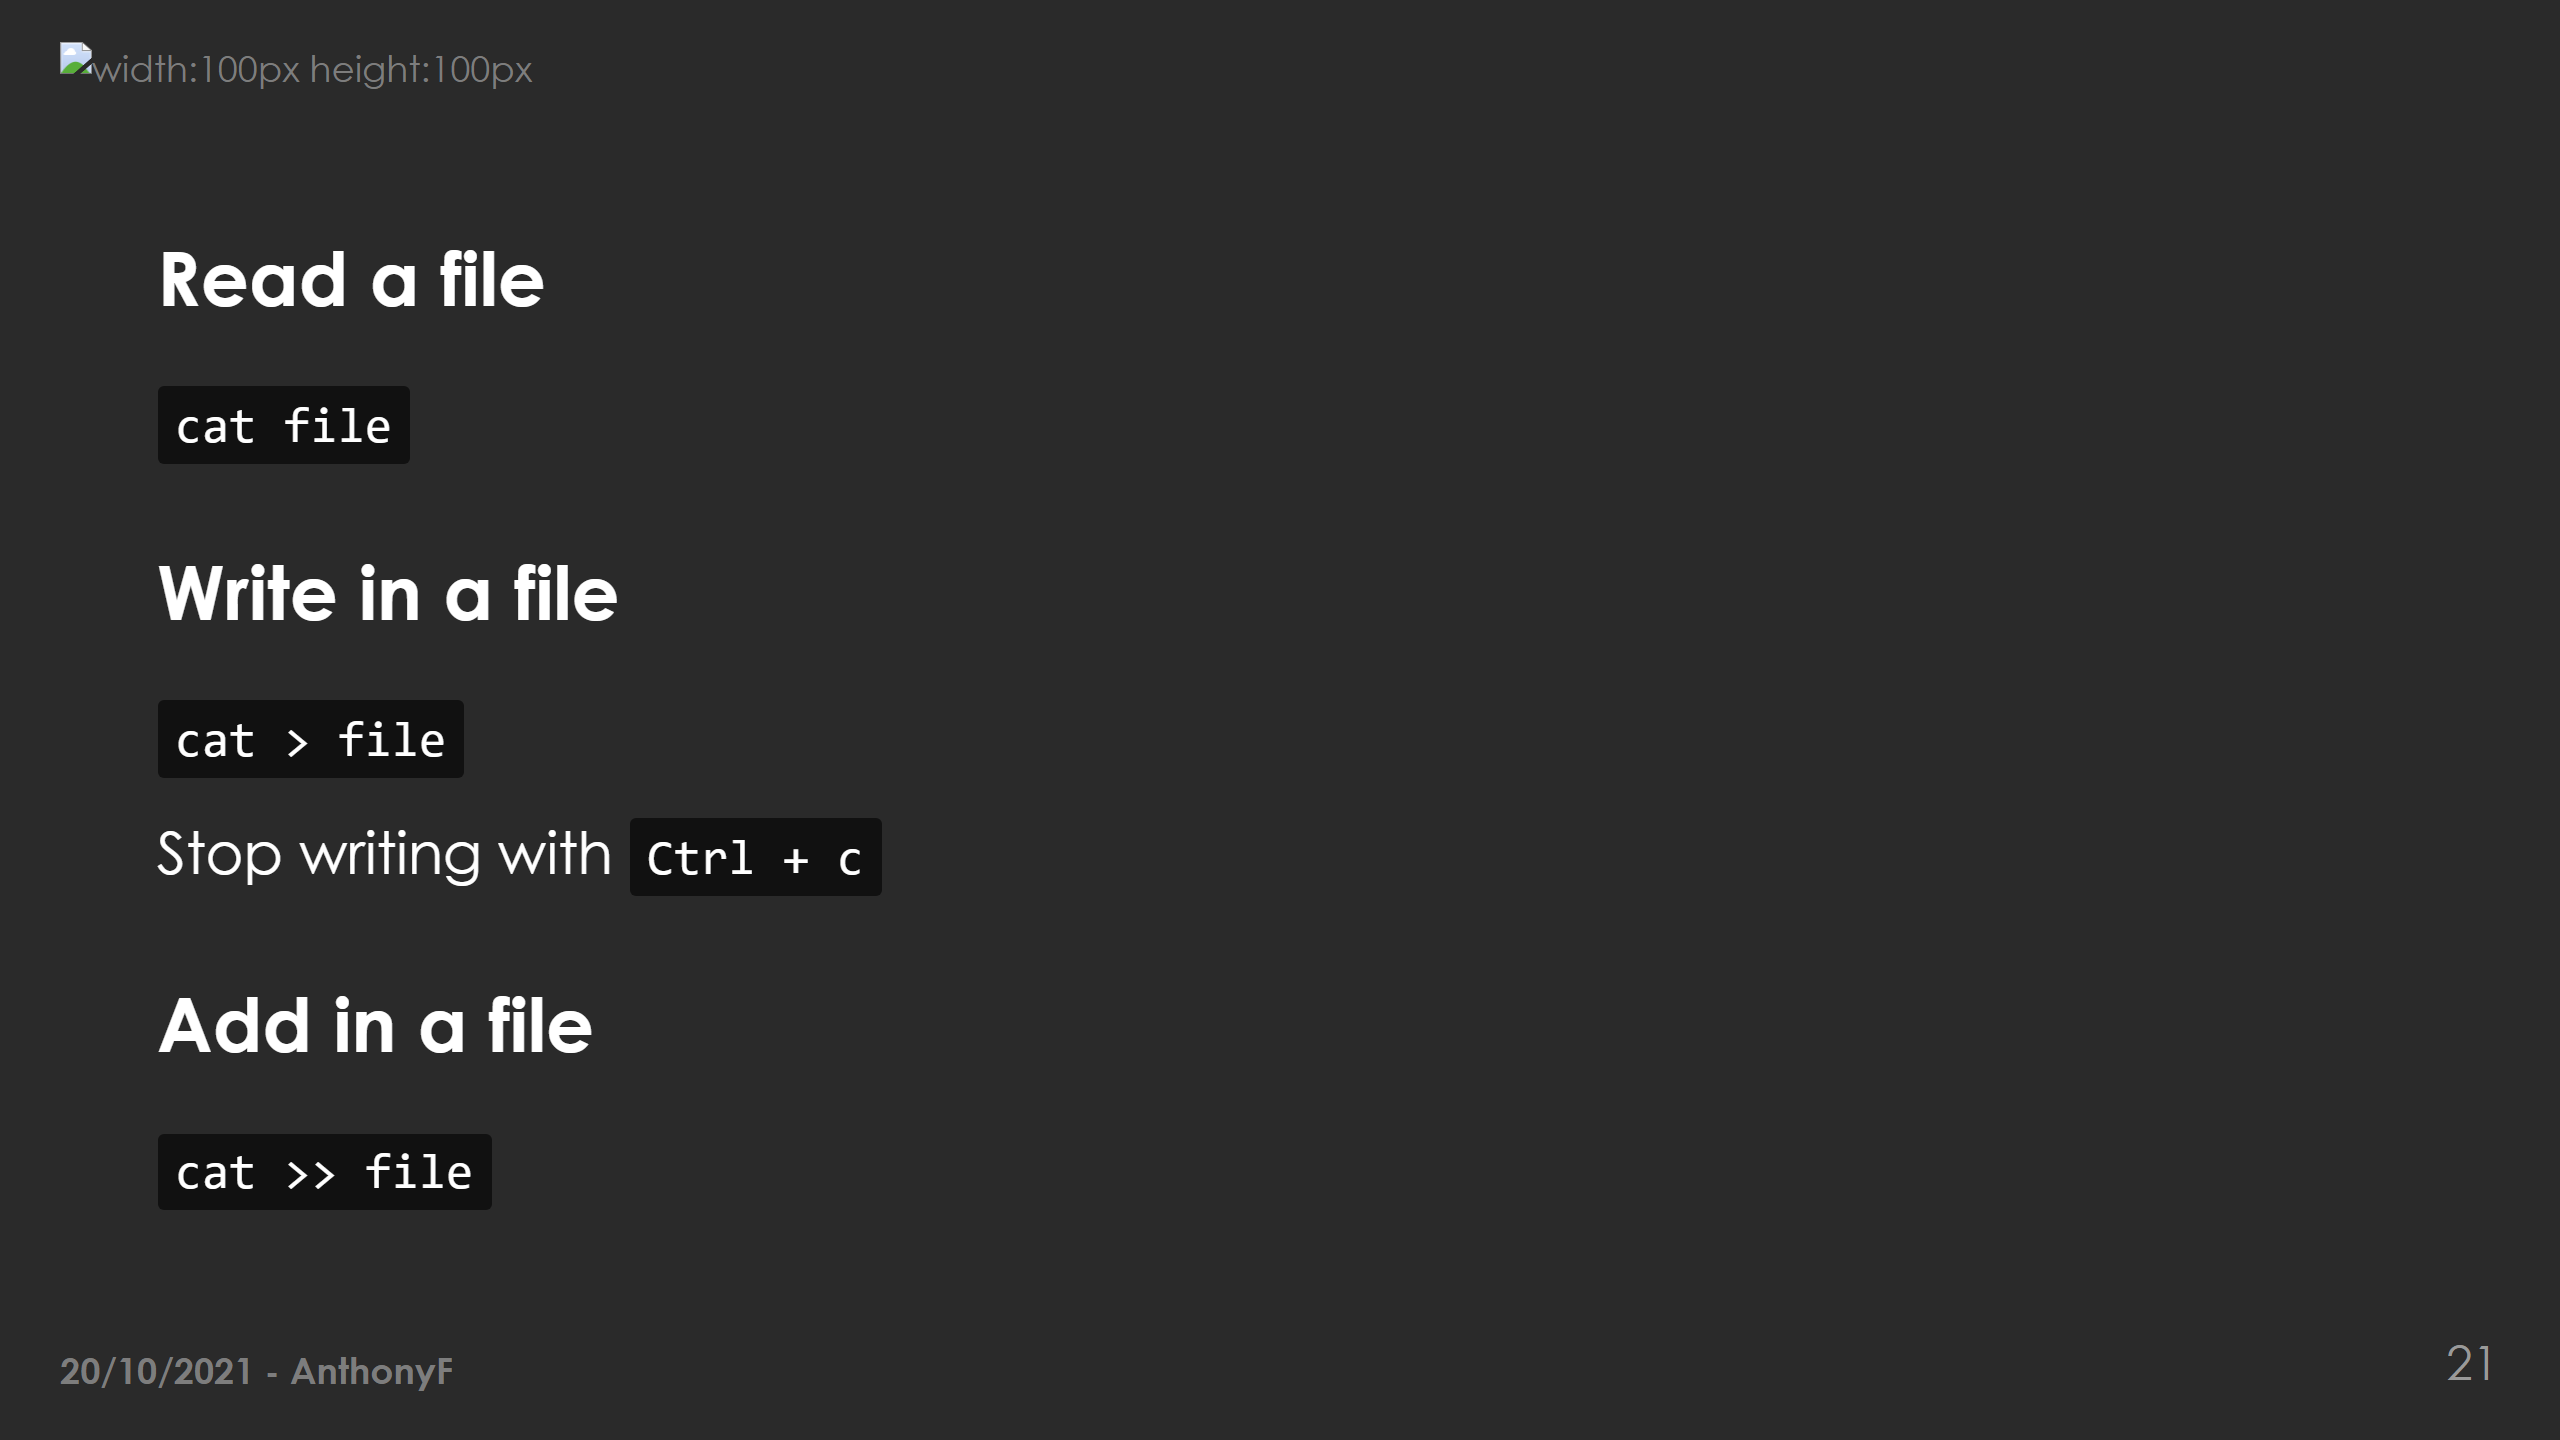 width:100px height:100px
Read a file
cat file
Write in a file
cat > file
Stop writing with Ctrl + c
Add in a file
cat >> file
20/10/2021 - AnthonyF
21